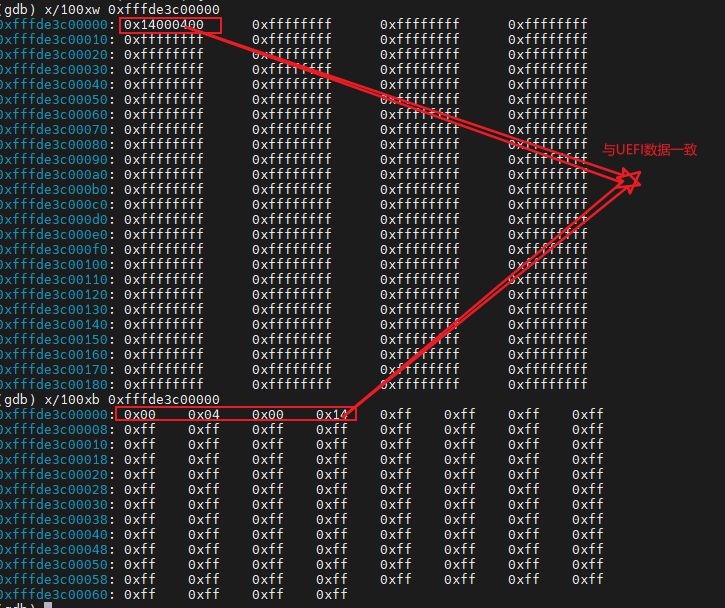 (gdb) x/100xw 0xfffde3c00000
0xfffde3c00000: 0x14000400 0xffffffff 0xffffffff 0xffffffff
0xfffde3c00010: 0xffffffff 0xffffffff 0xffffffff 0xffffffff
0xfffde3c00020: 0xffffffff 0xffffffff 0xffffffff 0xffffffff
0xfffde3c00030: 0xffffffff 0xffffffff 0xffffffff 0xffffffff
0xfffde3c00040: 0xffffffff 0xffffffff 0xffffffff 0xffffffff
0xfffde3c00050: 0xffffffff 0xffffffff 0xffffffff 0xffffffff
0xfffde3c00060: 0xffffffff 0xffffffff 0xffffffff 0xffffffff
0xfffde3c00070: 0xffffffff 0xffffffff 0xffffffff 0xffffffff
0xfffde3c00080: 0xffffffff 0xffffffff 0xffffffff 0xffffffff
与UEFI数据一致
0xfffde3c00090: 0xffffffff 0xffffffff 0xffffffff 0xffffffff
0xfffde3c000a0: 0xffffffff 0xffffffff 0xffffffff 0xffffffff
0xfffde3c000b0: 0xffffffff 0xffffffff 0xffffffff 0xffffffff
0xfffde3c000c0: 0xffffffff 0xffffffff 0xffffffff 0xffffffff
0xfffde3c000d0: 0xffffffff 0xffffffff 0xffffffff 0xffffffff
0xfffde3c000e0: 0xffffffff 0xffffffff 0xffffffff 0xffffffff
0xfffde3c000f0: 0xffffffff 0xffffffff 0xffffffff 0xffffffff
0xfffde3c00100: 0xffffffff 0xffffffff 0xffffffff 0xffffffff
0xfffde3c00110: 0xffffffff 0xffffffff 0xffffffff 0xffffffff
0xfffde3c00120: 0xffffffff 0xffffffff 0xffffffff 0xffffffff
0xfffde3c00130: 0xffffffff 0xffffffff 0xffffffff 0xffffffff
0xfffde3c00140: 0xffffffff 0xffffffff 0xffffffff 0xffffffff
0xfffde3c00150: 0xffffffff 0xffffffff 0xffffffff 0xffffffff
0xfffde3c00160: 0xffffffff 0xffffffff 0xffffffff 0xffffffff
0xfffde3c00170: 0xffffffff 0xffffffff 0xffffffff 0xffffffff
0xfffde3c00180: 0xffffffff 0xffffffff 0xffffffff 0xffffffff
(gdb) x/100xb 0xfffde3c00000
0xfffde3c00000: 0x00 0x04 0x00 0x14 0xff 0xff 0xff 0xff
0xfffde3c00008: 0xff 0xff 0xff 0xff 0xff 0xff 0xff 0xff
0xfffde3c00010: 0xff 0xff 0xff 0xff 0xff 0xff 0xff 0xff
0xfffde3c00018: 0xff 0xff 0xff 0xff 0xff 0xff 0xff 0xff
0xfffde3c00020: 0xff 0xff 0xff 0xff 0xff 0xff 0xff 0xff
0xfffde3c00028: 0xff 0xff 0xff 0xff 0xff 0xff 0xff 0xff
0xfffde3c00030: 0xff 0xff 0xff 0xff 0xff 0xff 0xff 0xff
0xfffde3c00038: 0xff 0xff 0xff 0xff 0xff 0xff 0xff 0xff
0xfffde3c00040: 0xff 0xff 0xff 0xff 0xff 0xff 0xff 0xff
0xfffde3c00048: 0xff 0xff 0xff 0xff 0xff 0xff 0xff 0xff
0xfffde3c00050: 0xff 0xff 0xff 0xff 0xff 0xff 0xff 0xff
0xfffde3c00058: 0xff 0xff 0xff 0xff 0xff 0xff 0xff 0xff
0xfffde3c00060: 0xff 0xff 0xff 0xff
(gdb)